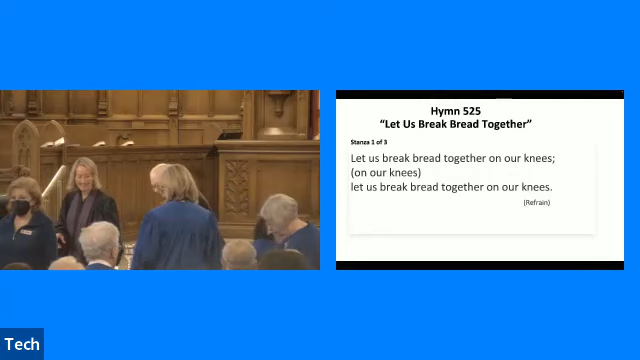 Hymn 525
“Let Us Break Bread Together”
Stanza 1 of 3
Let us break bread together on our knees;
(on our knees)
let us break bread together on our knees.
(Refrain)
Tech